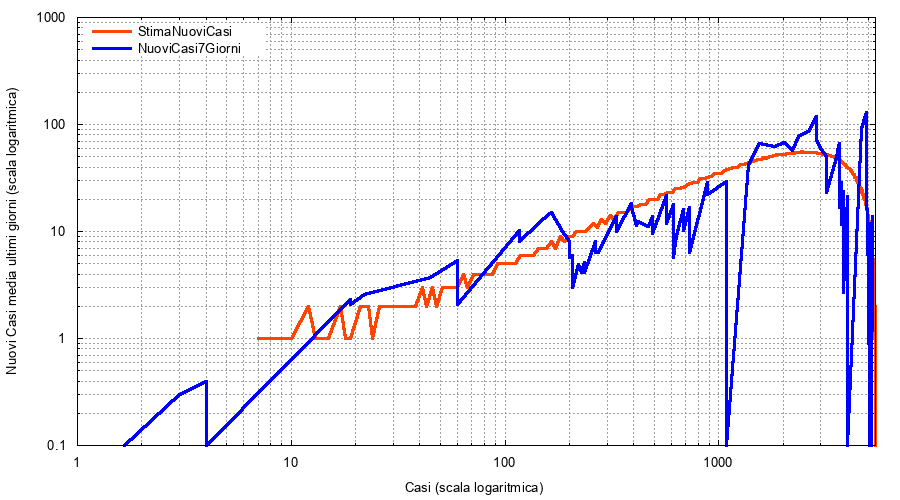 1000
StimaNuoviCasi
NuoviCasi7Giorni
100
10
1
0.1
1 10 100 1000
Nuovi Casi media ultimi giorni (scala logaritmica)
Casi (scala logaritmica)